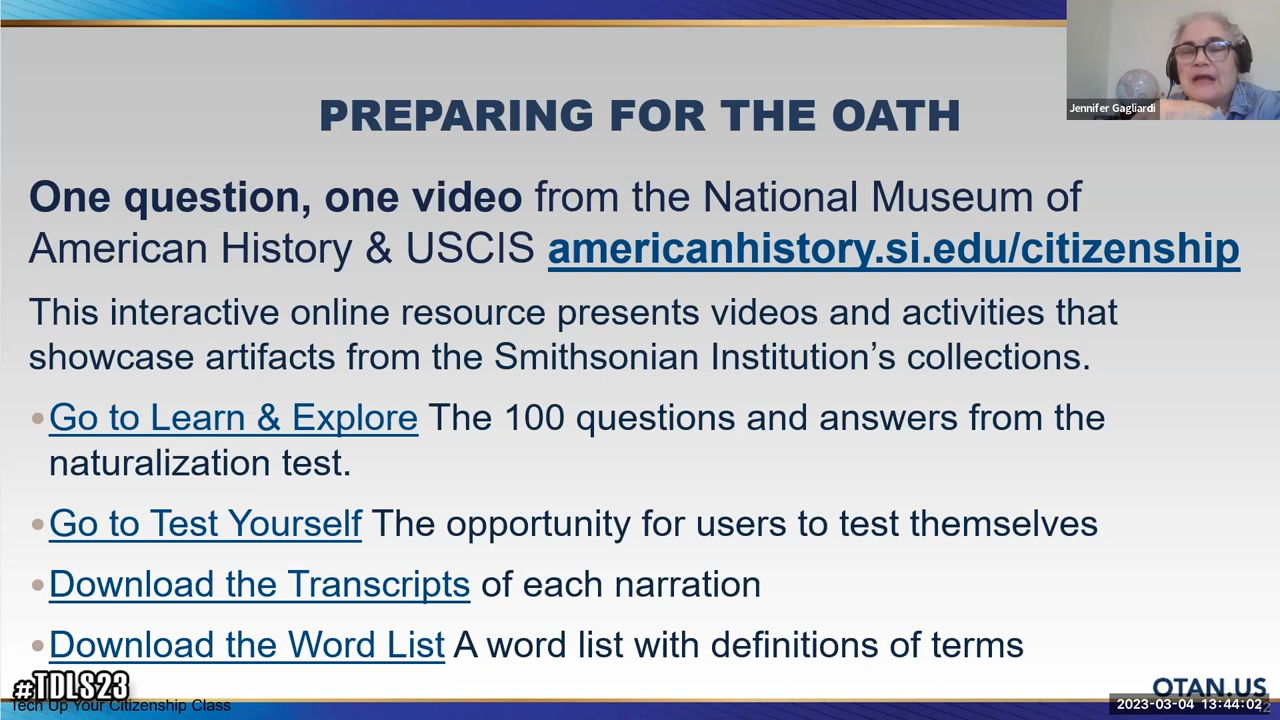 Jennifer Gagliardi
PREPARING FOR THE OATH
One question, one video from the National Museum of
American History & USCIS americanhistory.si.edu/citizenship
This interactive online resource presents videos and activities that
showcase artifacts from the Smithsonian Institution’s collections.
•Go to Learn & Explore The 100 questions and answers from the
naturalization test.
•Go to Test Yourself The opportunity for users to test themselves
•Download the Transcripts of each narration
•Download the Word List A word list with definitions of terms
#TDLS23
OTAN.US
Tech Up Your Citizenship Class
2023-03-04 13:44:02